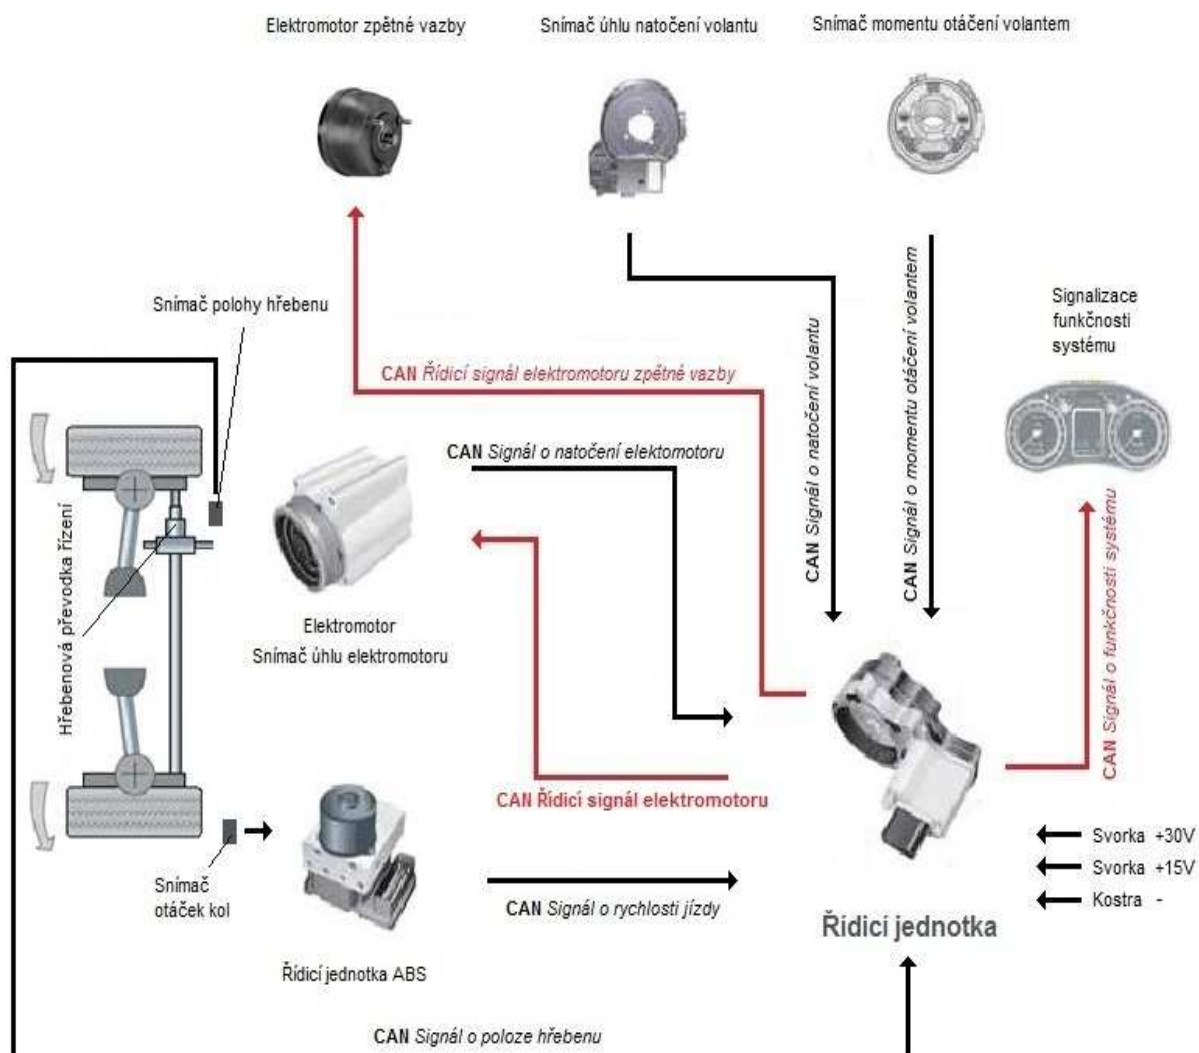 Elektromotor zpětné vazby
Snímač úhlu natočení volantu
Snímač momentu otáčení volantem
Snímač polohy hřebenu
Signalizace
funkčnosti
systému
CAN Řídicí signál elektromotoru zpětné vazby
CAN Signál o natočení volantu
CAN Signál o momentu otáčení volantem
CAN Signál o natočení elektomotoru
Hřebenová převodka řízení
Elektromotor
Snímač úhlu elektromotoru
CAN Signál o funkčnosti systému
CAN Řídicí signál elektromotoru
Svorka +30V
Svorka +15V
Kostra -
Snímač
otáček kol
CAN Signál o rychlosti jízdy
Řídicí jednotka
Řídicí jednotka ABS
CAN Signál o poloze hřebenu